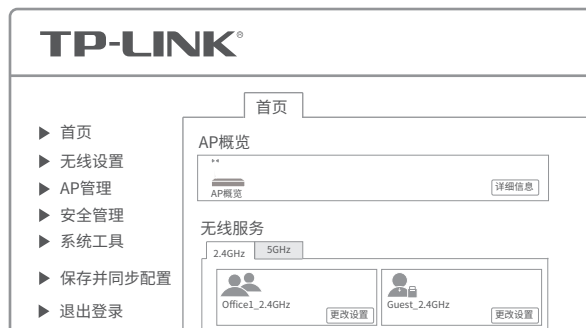 TP-LINK®
首页
首页
无线设置
AP管理
安全管理
系统工具
保存并同步配置
退出登录
AP概览
AP概览
详细信息
无线服务
2.4GHz 5GHz
Office1_2.4GHz
更改设置
Guest_2.4GHz
更改设置